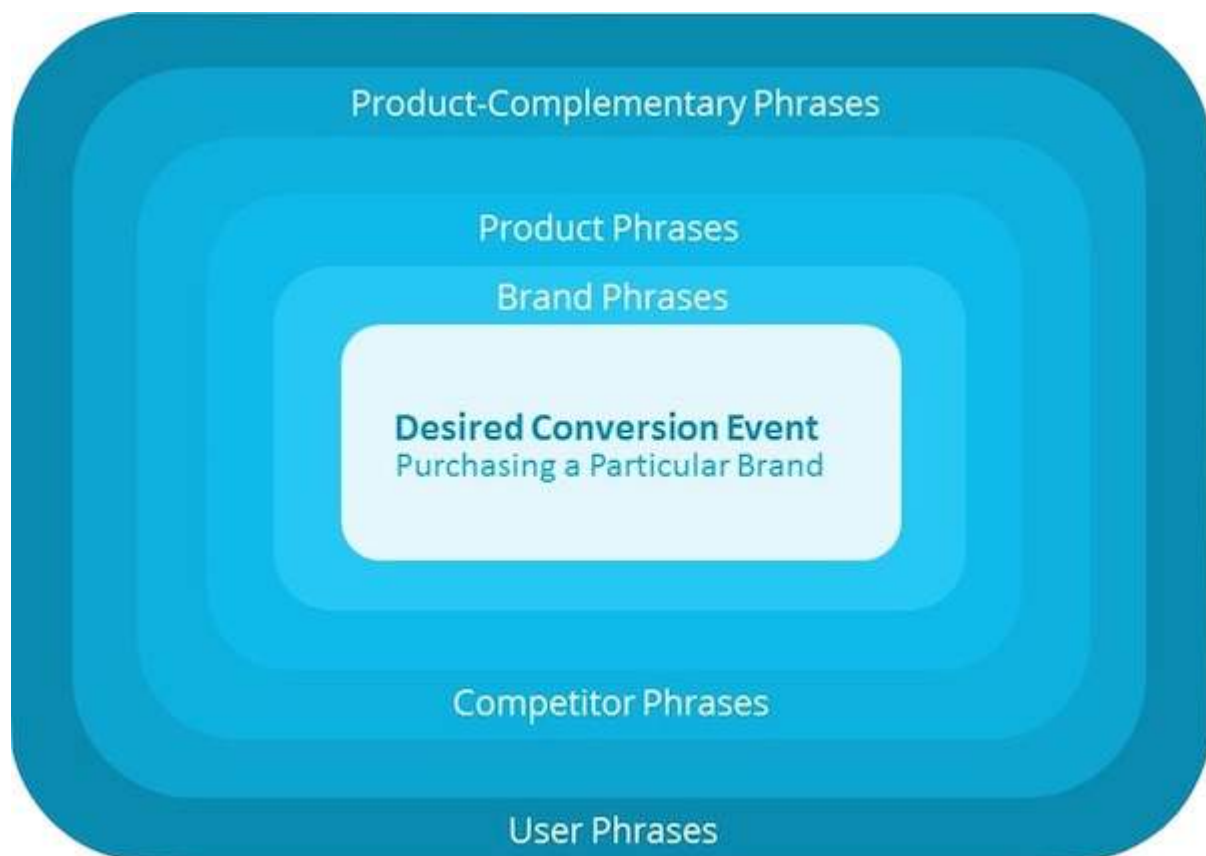 Product-Complementary Phrases
Product Phrases
Brand Phrases
Desired Conversion Event
Purchasing a Particular Brand
Competitor Phrases
User Phrases